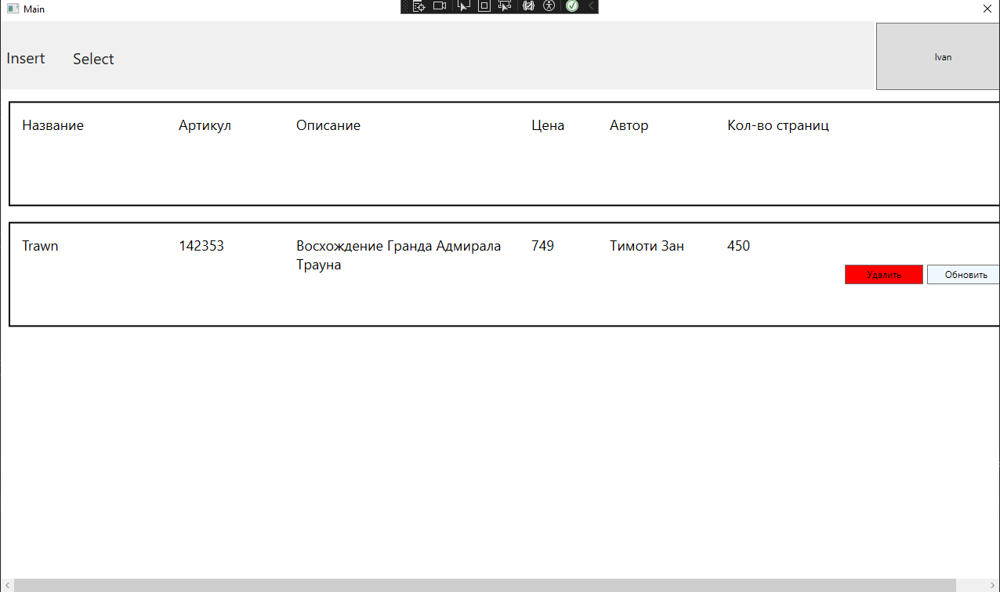 Main
Insert Select Ivan
Название Артикул Описание Цена Автор Кол-во страниц
Trawn 142353 Восхождение Гранда Адмирала 749 Тимоти Зан 450
Трауна
Удалить Обновить